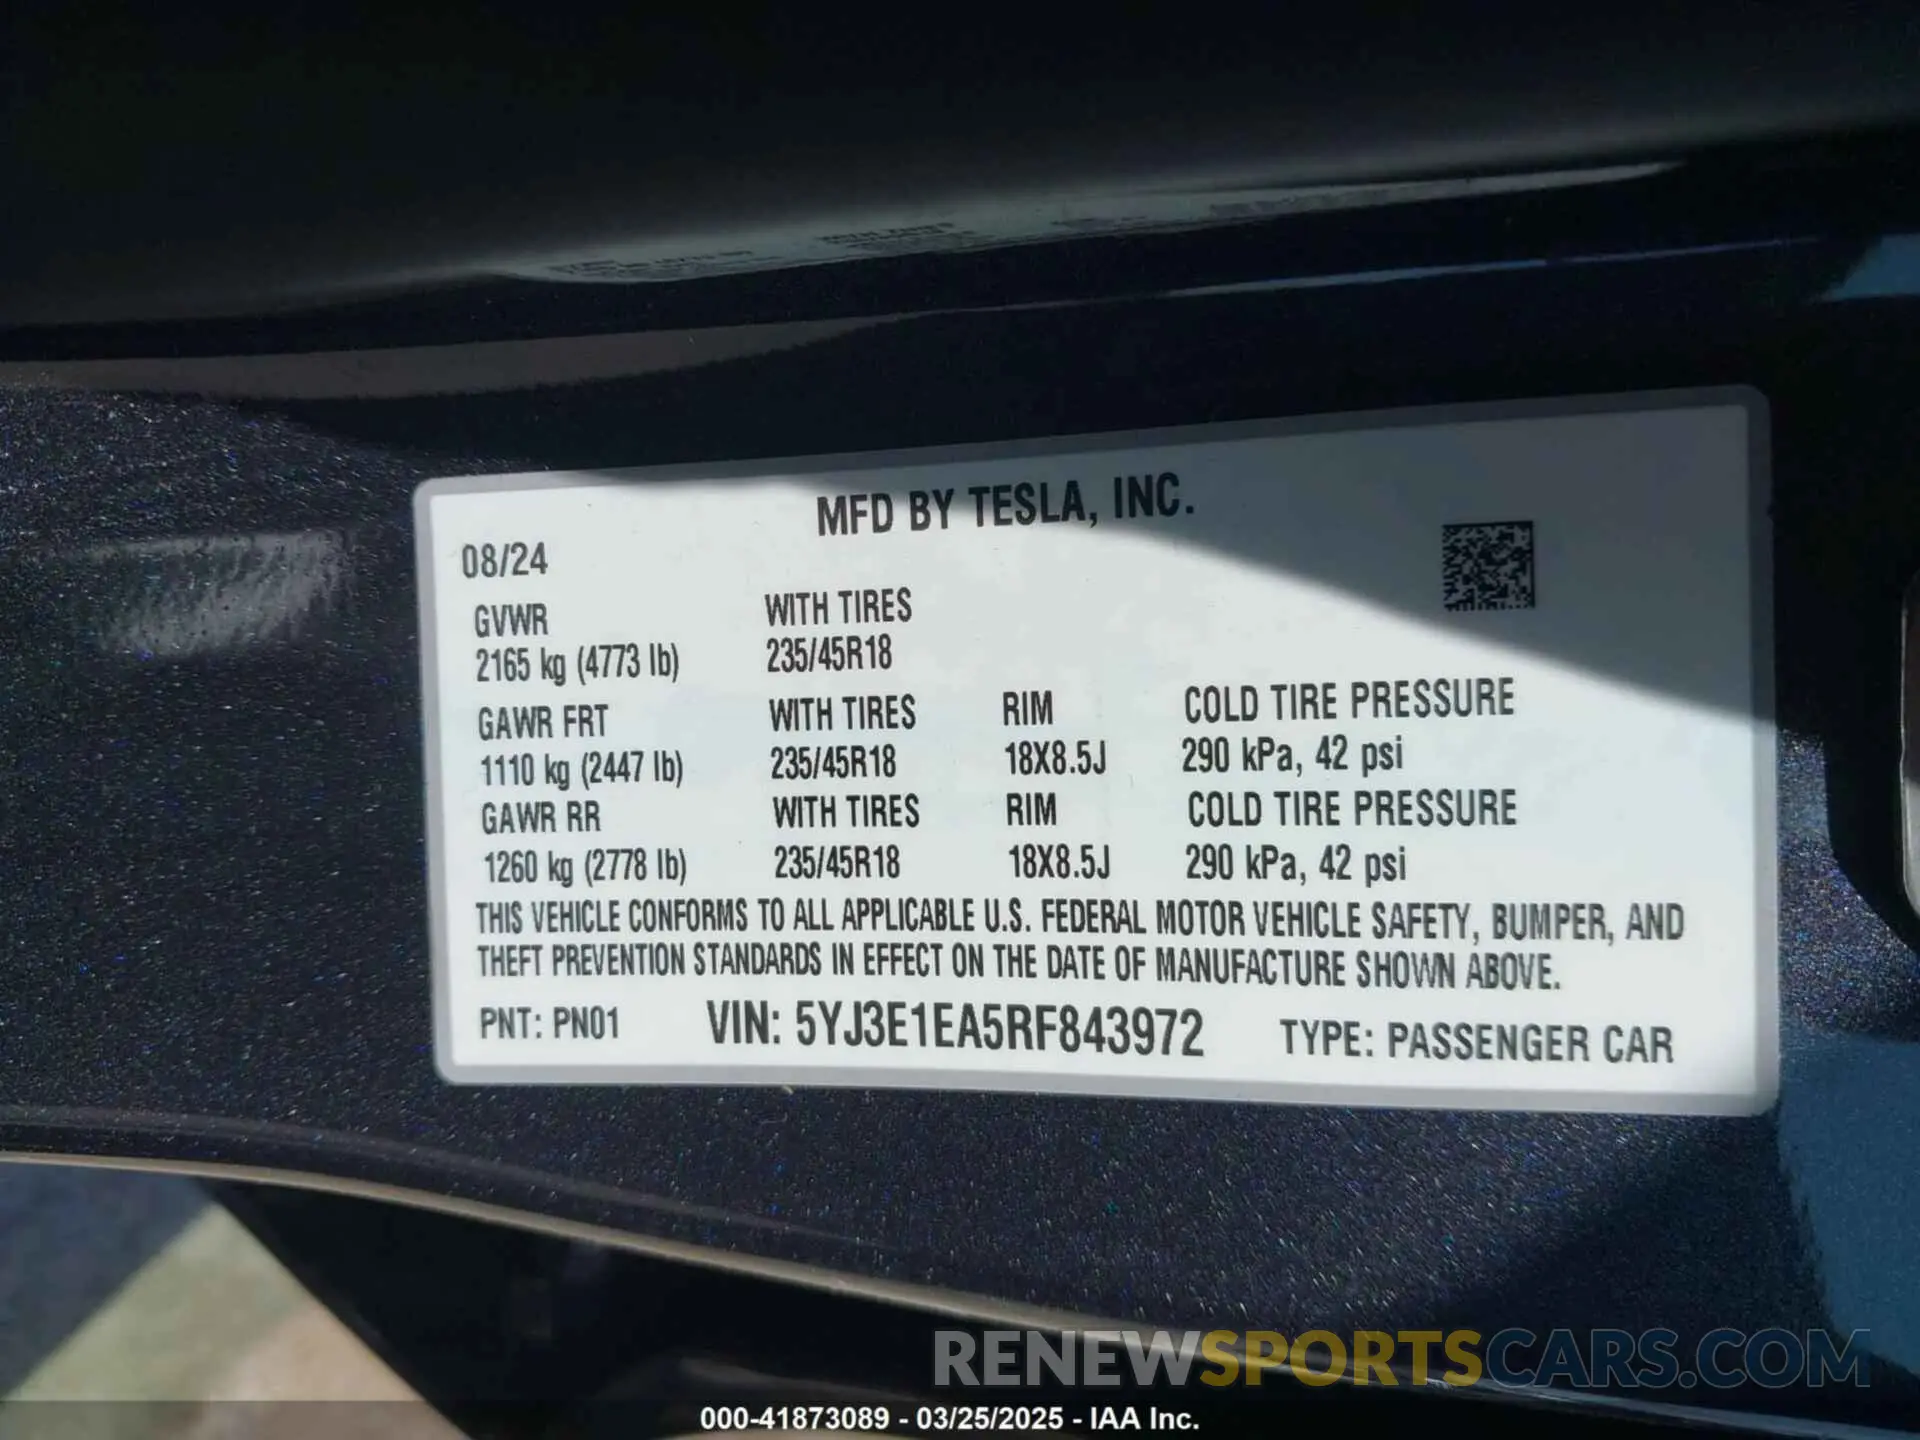 MFD BY TESLA, INC.
08/24
GVWR WITH TIRES
2165 kg (4773 lb) 235/45R18
GAWR FRT WITH TIRES RIM COLD TIRE PRESSURE
1110 kg (2447 lb) 235/45R18 18X8.5J 290 kPa, 42 psi
GAWR RR WITH TIRES RIM COLD TIRE PRESSURE
1260 kg (2778 lb) 235/45R18 18X8.5J 290 kPa, 42 psi
THIS VEHICLE CONFORMS TO ALL APPLICABLE U.S. FEDERAL MOTOR VEHICLE SAFETY, BUMPER, AND
THEFT PREVENTION STANDARDS IN EFFECT ON THE DATE OF MANUFACTURE SHOWN ABOVE.
PNT: PN01 VIN: 5YJ3E1EA5RF843972 TYPE: PASSENGER CAR
RENEWSPORTSCARS.COM
000-41873089 - 03/25/2025 - IAA Inc.